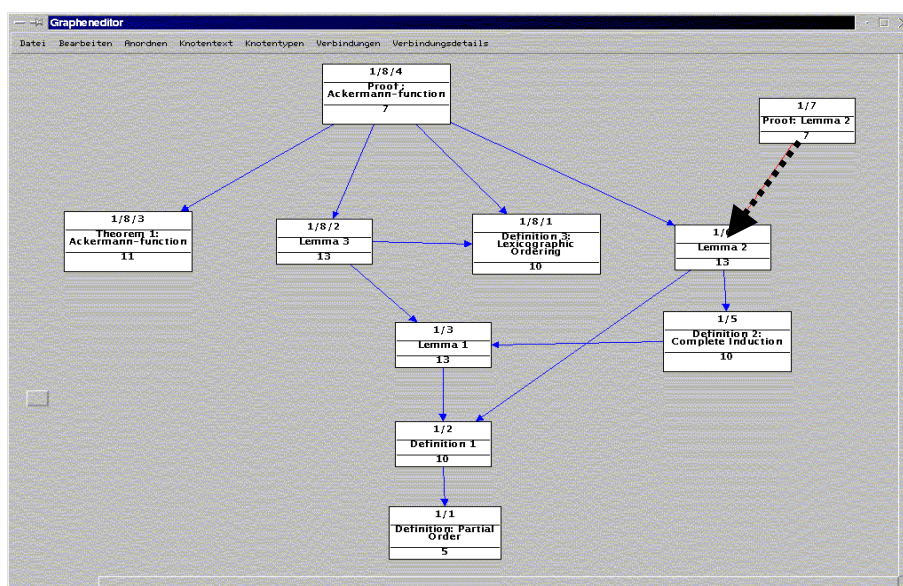 Grapheneditor
Datei Bearbeiten Anordnen Knotentext Knotentypen Verbindungen Verbindungsdetails
1/8/4
Proof:
Ackermann-function
7
1/7
Proof: Lemma 2
7
1/8/3
Theorem 1:
Ackermann-function
11
1/8/2
Lemma 3
13
1/8/1
Definition 3:
Lexicographic
Ordering
10
Lemma 2
13
1/3
Lemma 1
13
1/5
Definition 2:
Complete Induction
10
1/2
Definition 1
10
1/1
Definition: Partial
Order
5